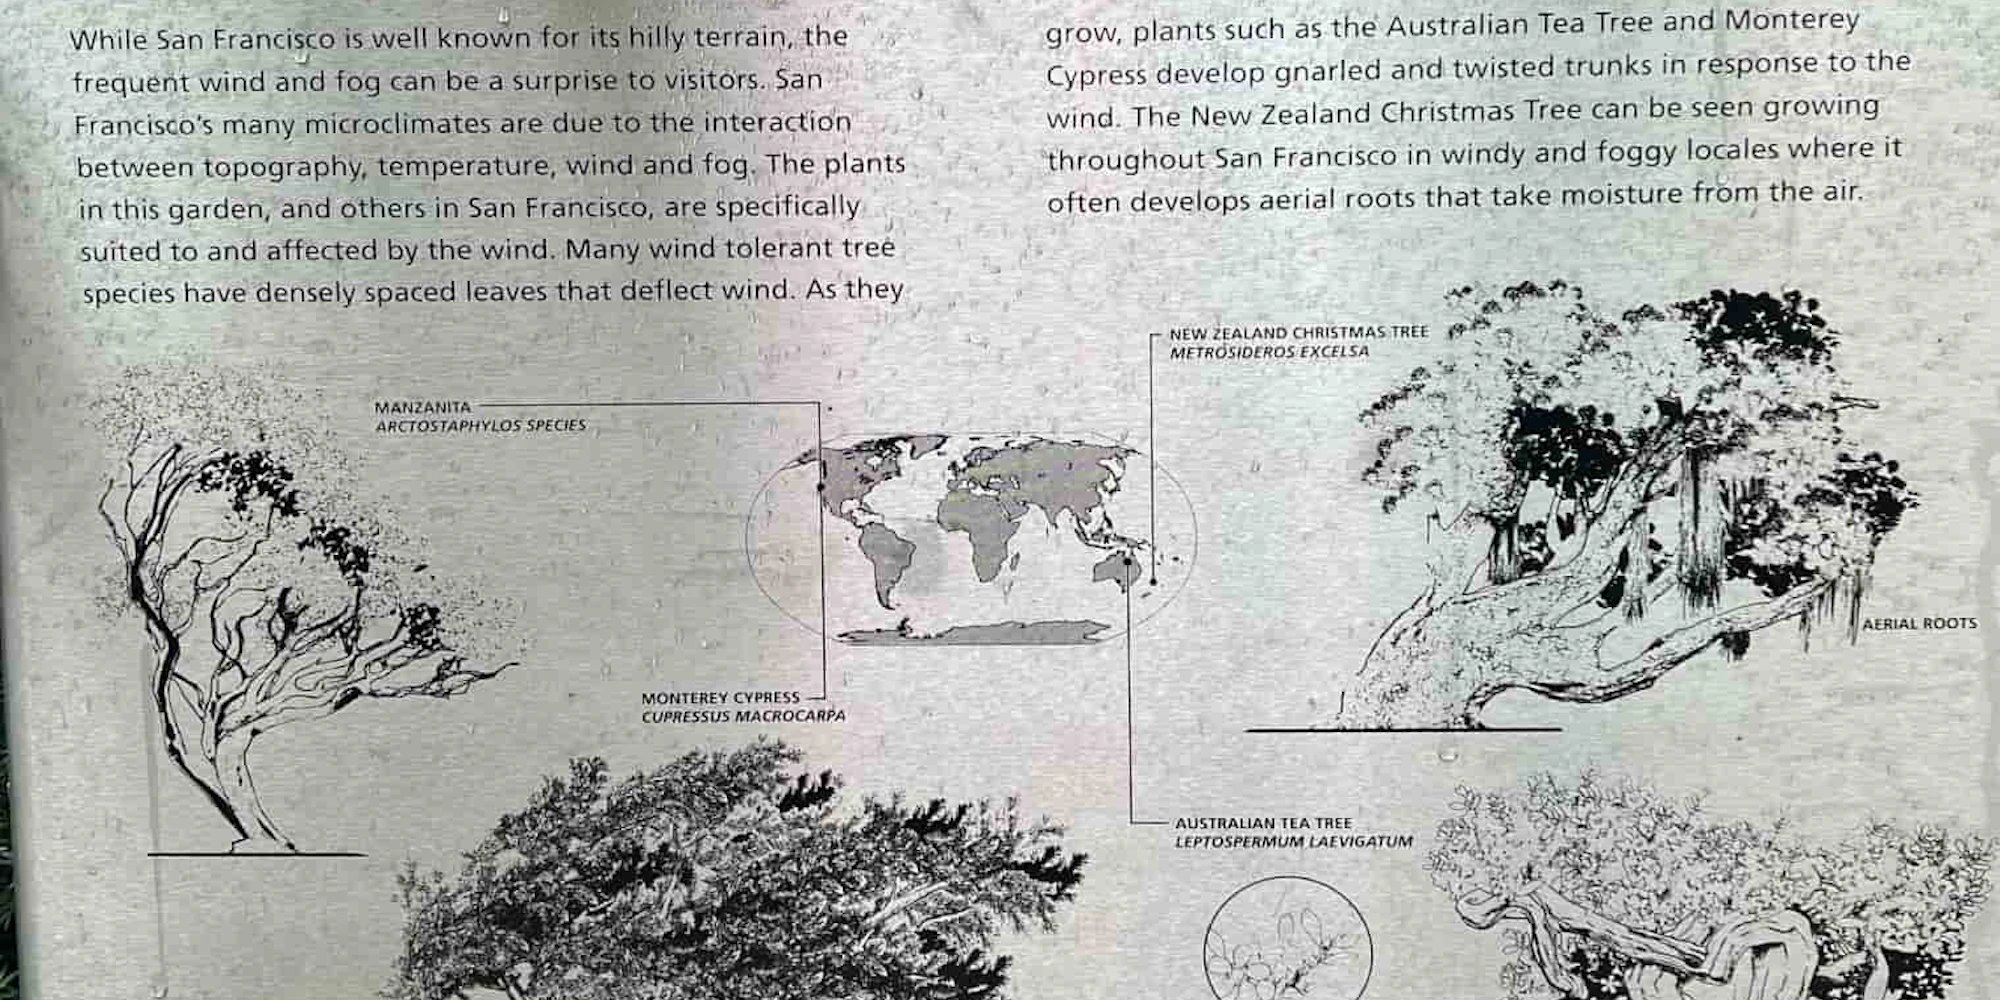 While San Francisco is well known for its hilly terrain, the
frequent wind and fog can be a surprise to visitors. San
Francisco's many microclimates are due to the interaction
between topography, temperature, wind and fog. The plants
in this garden, and others in San Francisco, are specifically
suited to and affected by the wind. Many wind tolerant tree
species have densely spaced leaves that deflect wind. As they
grow, plants such as the Australian Tea Tree and Monterey
Cypress develop gnarled and twisted trunks in response to the
wind. The New Zealand Christmas Tree can be seen growing
throughout San Francisco in windy and foggy locales where it
often develops aerial roots that take moisture from the air.
NEW ZEALAND CHRISTMAS TREE
METROSIDEROS EXCELSA
MANZANITA
ARCTOSTAPHYLOS SPECIES
AERIAL ROOTS
MONTEREY CYPRESS
CUPRESSUS MACROCARPA
AUSTRALIAN TEA TREE
LEPTOSPERMUM LAEVIGATUM